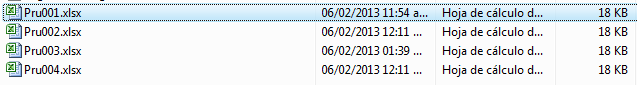 Pru001.xlsx 06/02/2013 11:54 a... Hoja de cálculo d... 18 KB
Pru002.xlsx 06/02/2013 12:11 ... Hoja de cálculo d... 18 KB
Pru003.xlsx 06/02/2013 01:39 ... Hoja de cálculo d... 18 KB
Pru004.xlsx 06/02/2013 12:11 ... Hoja de cálculo d... 18 KB